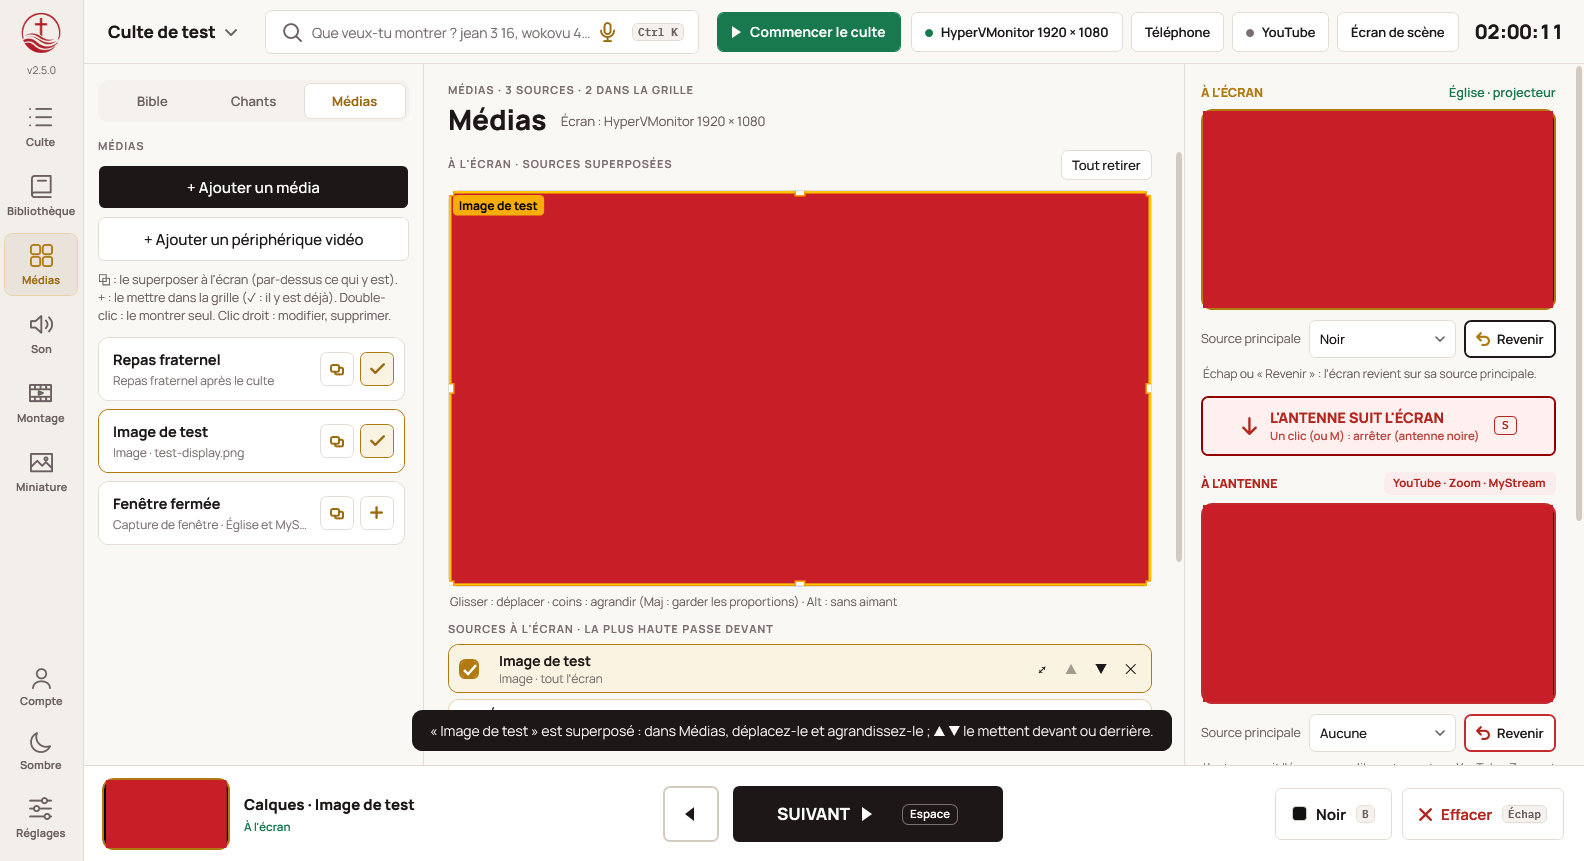 v2.5.0
Culte
Bibliothèque
Médias
Son
Montage
Miniature
Compte
Sombre
Réglages
Culte de test
Que veux-tu montrer ? jean 3 16, wokovu 4...
Ctrl K
Commencer le culte
HyperVMonitor 1920 × 1080
Téléphone
YouTube
Écran de scène
02:00:11
Bible
Chants
Médias
MÉDIAS
+ Ajouter un média
+ Ajouter un périphérique vidéo
: le superposer à l'écran (par-dessus ce qui y est).
+ : le mettre dans la grille (✓ : il y est déjà). Double-
clic : le montrer seul. Clic droit : modifier, supprimer.
Repas fraternel
Repas fraternel après le culte
Image de test
Image · test-display.png
Fenêtre fermée
Capture de fenêtre · Église et MyS...
MÉDIAS · 3 SOURCES · 2 DANS LA GRILLE
Médias
Écran : HyperVMonitor 1920 × 1080
À L'ÉCRAN · SOURCES SUPERPOSÉES
Tout retirer
Image de test
Glisser : déplacer · coins : agrandir (Maj : garder les proportions) · Alt : sans aimant
SOURCES À L'ÉCRAN · LA PLUS HAUTE PASSE DEVANT
Image de test
Image · tout l'écran
« Image de test » est superposé : dans Médias, déplacez-le et agrandissez-le ; ▲▼ le mettent devant ou derrière.
À L'ÉCRAN
Église · projecteur
Source principale
Noir
Revenir
Échap ou « Revenir » : l'écran revient sur sa source principale.
L'ANTENNE SUIT L'ÉCRAN
Un clic (ou M) : arrêter (antenne noire)
S
À L'ANTENNE
YouTube · Zoom · MyStream
Source principale
Aucune
Revenir
Calques · Image de test
À l'écran
SUIVANT
Espace
Noir
B
Effacer
Échap